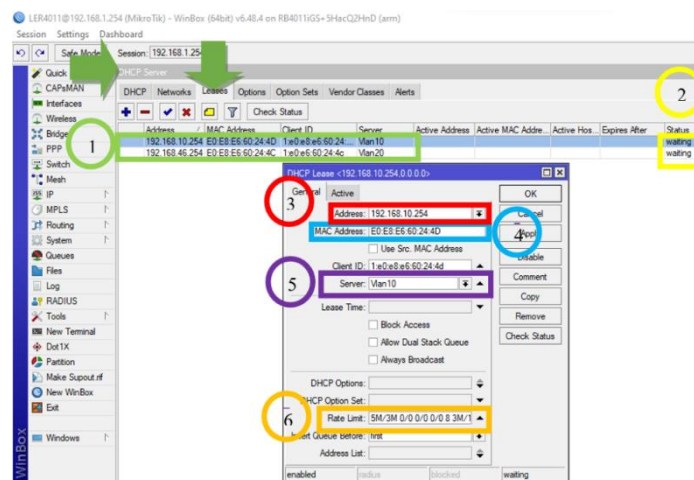 LER4011@192.168.1.254 (MikroTik) - WinBox (64bit) v6.48.4 on RB4011iGS+5HacQ2HnD (arm)
Session Settings Dashboard
Safe Mode Session: 192.168.1.25
Quick
CAPsMAN
Interfaces
Wireless
Bridge
PPP
Switch
Mesh
IP
MPLS
Routing
System
Queues
Files
Log
RADIUS
Tools
New Terminal
Dot1X
Partition
Make Supout.rif
New WinBox
Exit
Windows
WinBox
DHCP Server
DHCP Networks Leases Options Option Sets Vendor Classes Alerts
Check Status
Address MAC Address Client ID Server Active Address Active MAC Addre... Active Hos... Expires After Status
192.168.10.254 E0:E8:E6:60:24:4D 1:e0:e8:e6:60:24:... Vlan10 waiting
192.168.46.254 E0:E8:E6:60:24:4C 1:e0:e8:e6:60:24:4c Vlan20 waiting
1
2
DHCP Lease <192.168.10.254,0.0.0.0>
General Active
3
Address: 192.168.10.254
MAC Address: E0:E8:E6:60:24:4D
4
Use Src. MAC Address
Client ID: 1:e0:e8:e6:60:24:4d
5
Server: Vlan10
Lease Time:
Block Access
Allow Dual Stack Queue
Always Broadcast
DHCP Options:
DHCP Option Set:
6
Rate Limit: 5M/3M 0/0 0/0 0/0 8 3M/1
Insert Queue Before: first
Address List:
enabled radius blocked waiting
OK
Cancel
Apply
Disable
Comment
Copy
Remove
Check Status